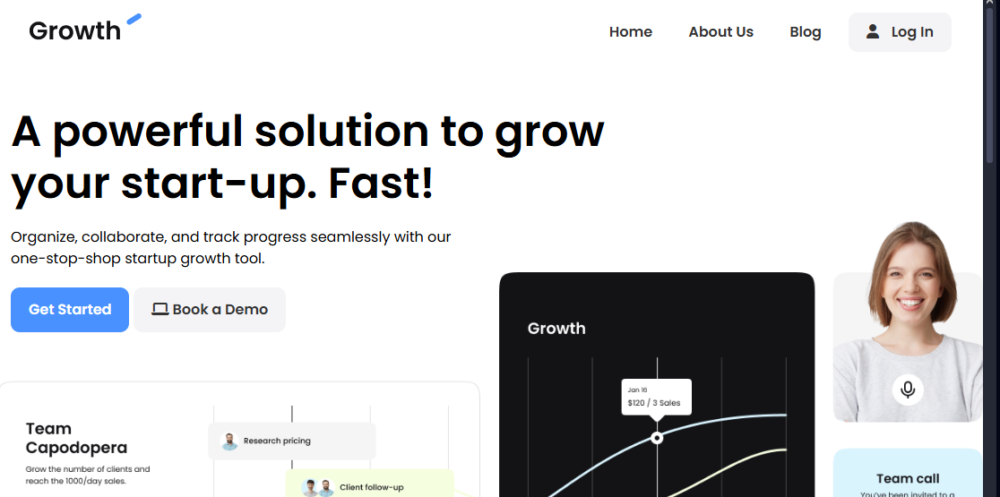 Growth
Home
About Us
Blog
Log In
A powerful solution to grow
your start-up. Fast!
Organize, collaborate, and track progress seamlessly with our
one-stop-shop startup growth tool.
Get Started
Book a Demo
Growth
Jan 16
$120 / 3 Sales
Team
Capodopera
Grow the number of clients and
reach the 1000/day sales.
Research pricing
Client follow-up
Team call
You've been invited to a